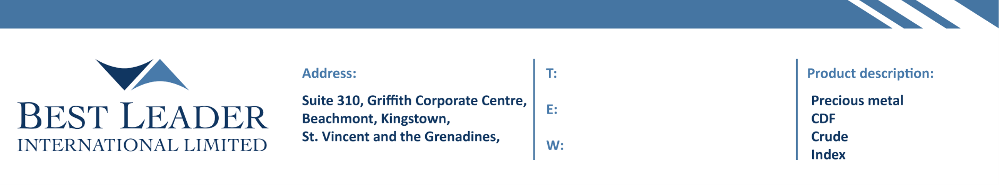 BEST LEADER
INTERNATIONAL LIMITED
Address:
Suite 310, Griffith Corporate Centre,
Beachmont, Kingstown,
St. Vincent and the Grenadines,
T:
E:
W:
Product description:
Precious metal
CDF
Crude
Index